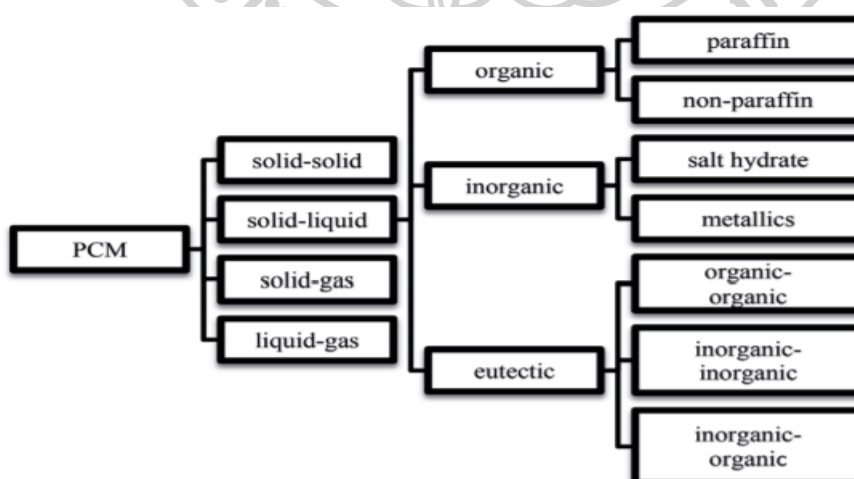 PCM
solid-solid
solid-liquid
solid-gas
liquid-gas
organic
inorganic
eutectic
paraffin
non-paraffin
salt hydrate
metallics
organic-
organic
inorganic-
inorganic
inorganic-
organic